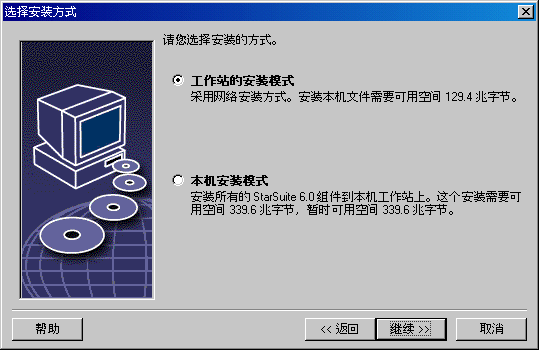 选择安装方式
请您选择安装的方式。
工作站的安装模式
采用网络安装方式。安装本机文件需要可用空间 129.4 兆字节。
本机安装模式
安装所有的 StarSuite 6.0 组件到本机工作站上。这个安装需要可
用空间 339.6 兆字节，暂时可用空间 339.6 兆字节。
帮助
<< 返回
继续 >>
取消